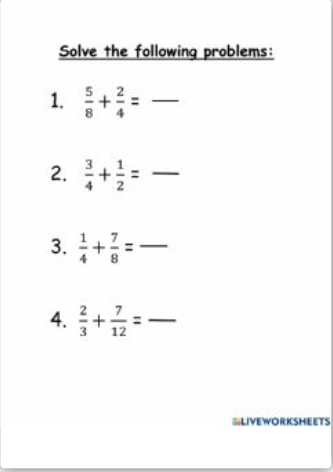 Solve the following problems:
1. 5/8 + 2/4 = —
2. 3/4 + 1/2 = —
3. 1/4 + 7/8 = —
4. 2/3 + 7/12 = —
LIVEWORKSHEETS